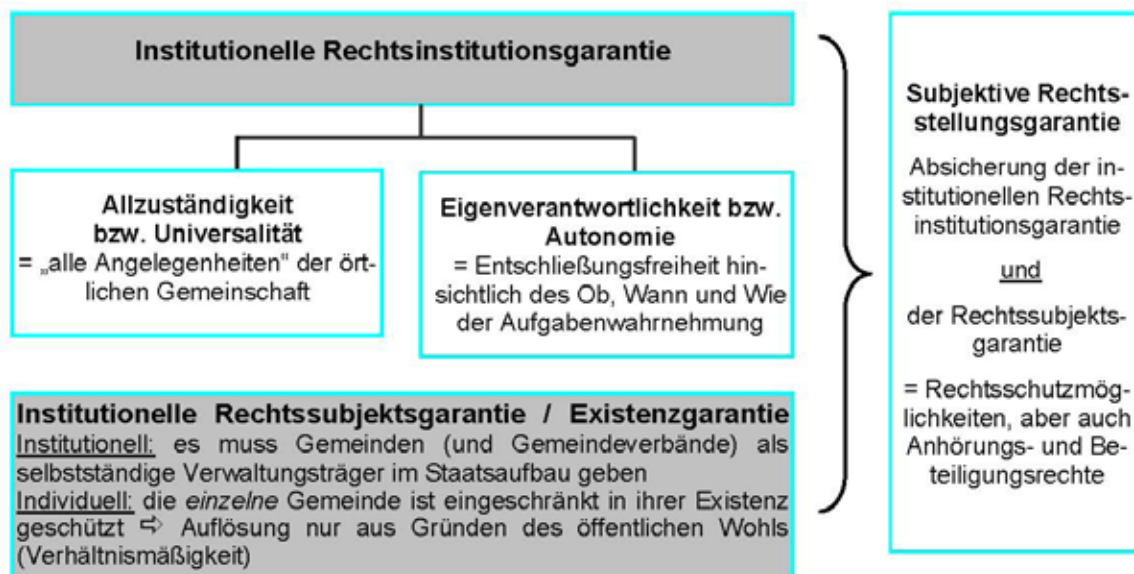 Institutionelle Rechtsinstitutionsgarantie
Allzuständigkeit
bzw. Universalität
= „alle Angelegenheiten“ der ört-
lichen Gemeinschaft
Eigenverantwortlichkeit bzw.
Autonomie
= Entschließungsfreiheit hin-
sichtlich des Ob, Wann und Wie
der Aufgabenwahrnehmung
Institutionelle Rechtssubjektsgarantie / Existenzgarantie
Institutionell: es muss Gemeinden (und Gemeindeverbände) als
selbstständige Verwaltungsträger im Staatsaufbau geben
Individuell: die einzelne Gemeinde ist eingeschränkt in ihrer Existenz
geschützt ⇨ Auflösung nur aus Gründen des öffentlichen Wohls
(Verhältnismäßigkeit)
Subjektive Rechts-
stellungsgarantie
Absicherung der in-
stitutionellen Rechts-
institutionsgarantie
und
der Rechtssubjekts-
garantie
= Rechtsschutzmög-
lichkeiten, aber auch
Anhörungs- und Be-
teiligungsrechte